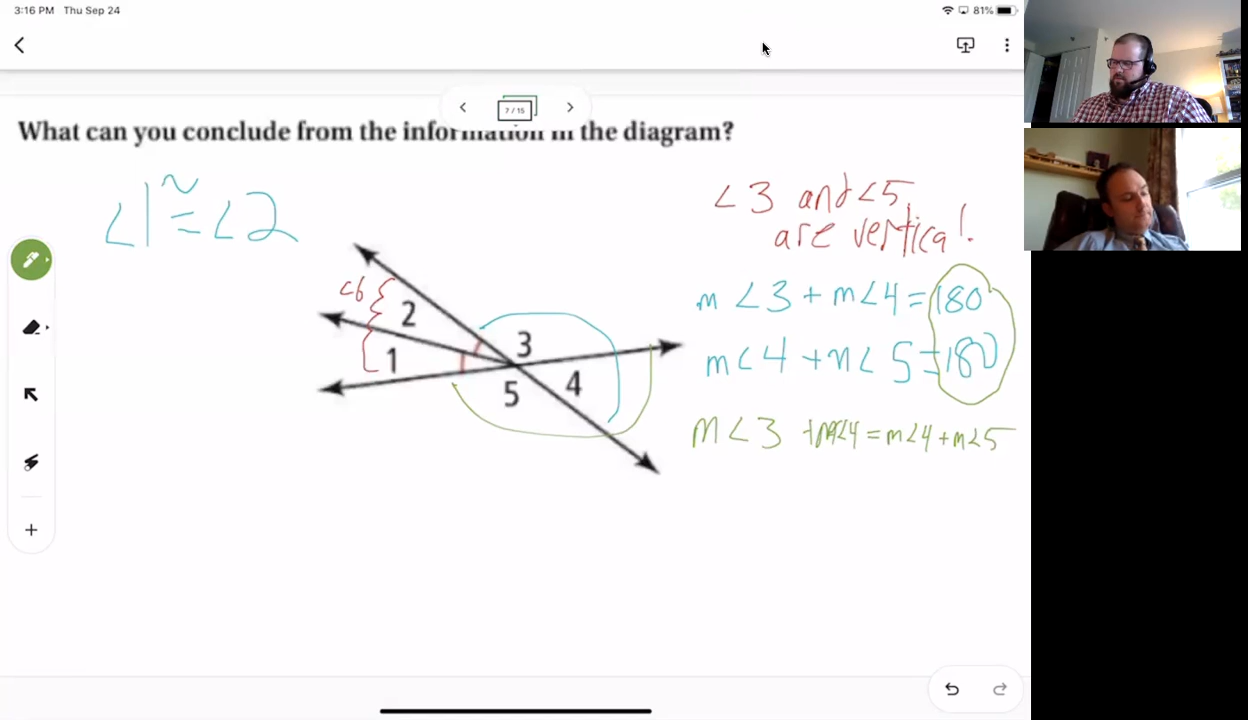 3:16 PM Thu Sep 24
81%
7 / 15
What can you conclude from the information in the diagram?
∠1 ≅ ∠2
∠3 and ∠5
are vertical.
m∠3 + m∠4 = 180
m∠4 + m∠5 = 180
m∠3 + m∠4 = m∠4 + m∠5
∠6
2
1
3
4
5
+